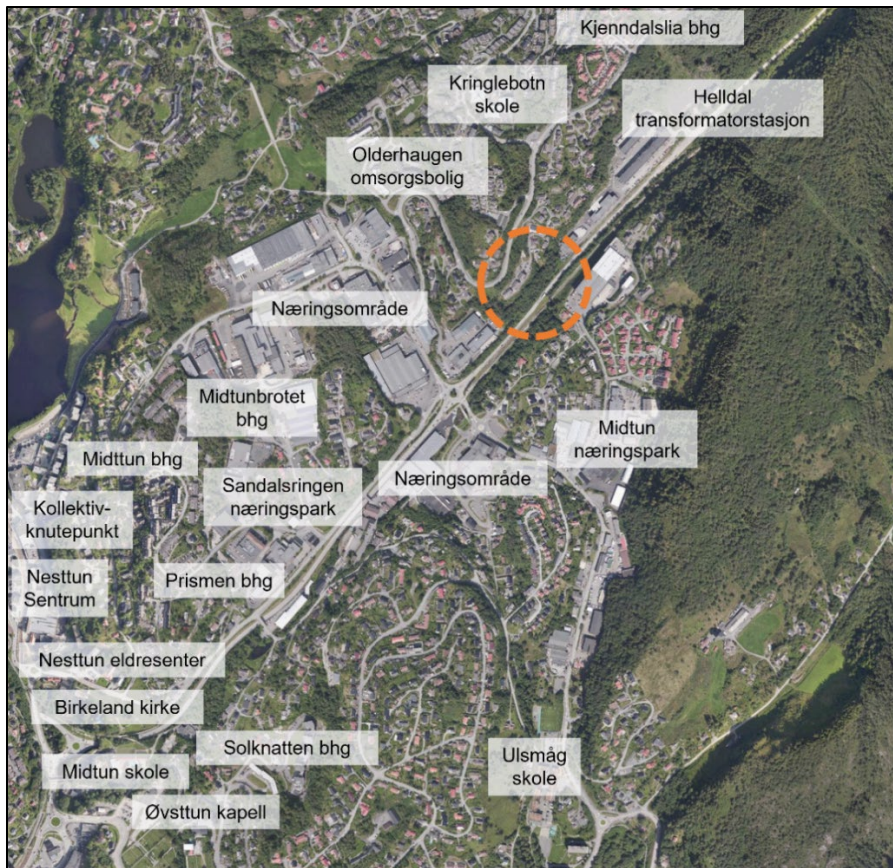 Kjenndalslia bhg
Kringlebotn
skole
Helldal
transformatorstasjon
Olderhaugen
omsorgsbolig
Næringsområde
Midtunbrotet
bhg
Midtun
næringspark
Midttun bhg
Sandalsringen
næringspark
Næringsområde
Kollektiv-
knutepunkt
Prismen bhg
Nesttun
Sentrum
Nesttun eldresenter
Birkeland kirke
Solknatten bhg
Midtun skole
Ulsmåg
skole
Øvsttun kapell